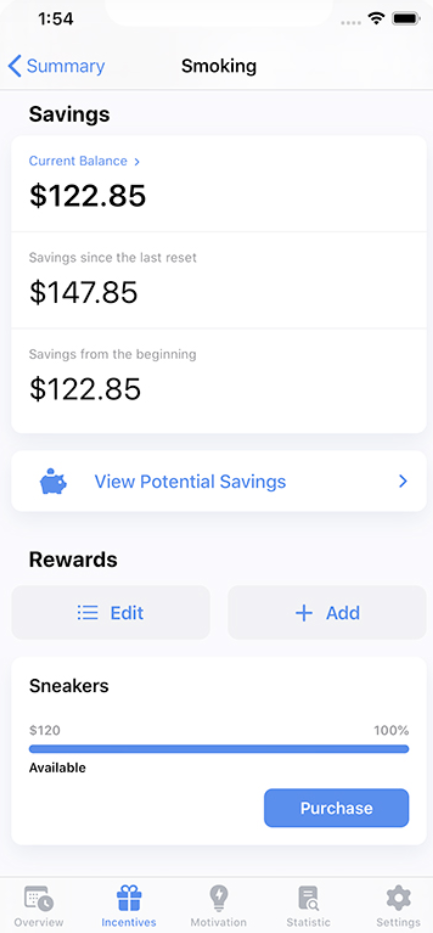 1:54
Summary
Smoking
Savings
Current Balance
$122.85
Savings since the last reset
$147.85
Savings from the beginning
$122.85
View Potential Savings
Rewards
Edit
Add
Sneakers
$120 100%
Available
Purchase
Overview Incentives Motivation Statistic Settings